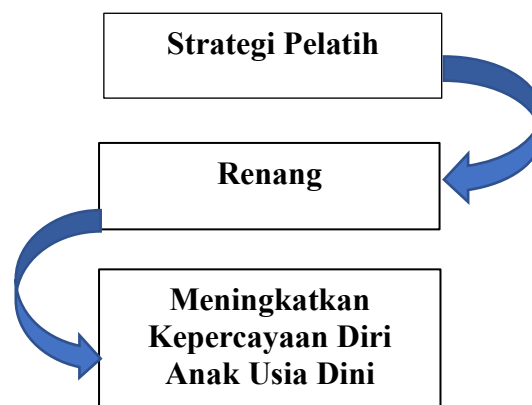 Strategi Pelatih
Renang
Meningkatkan
Kepercayaan Diri
Anak Usia Dini